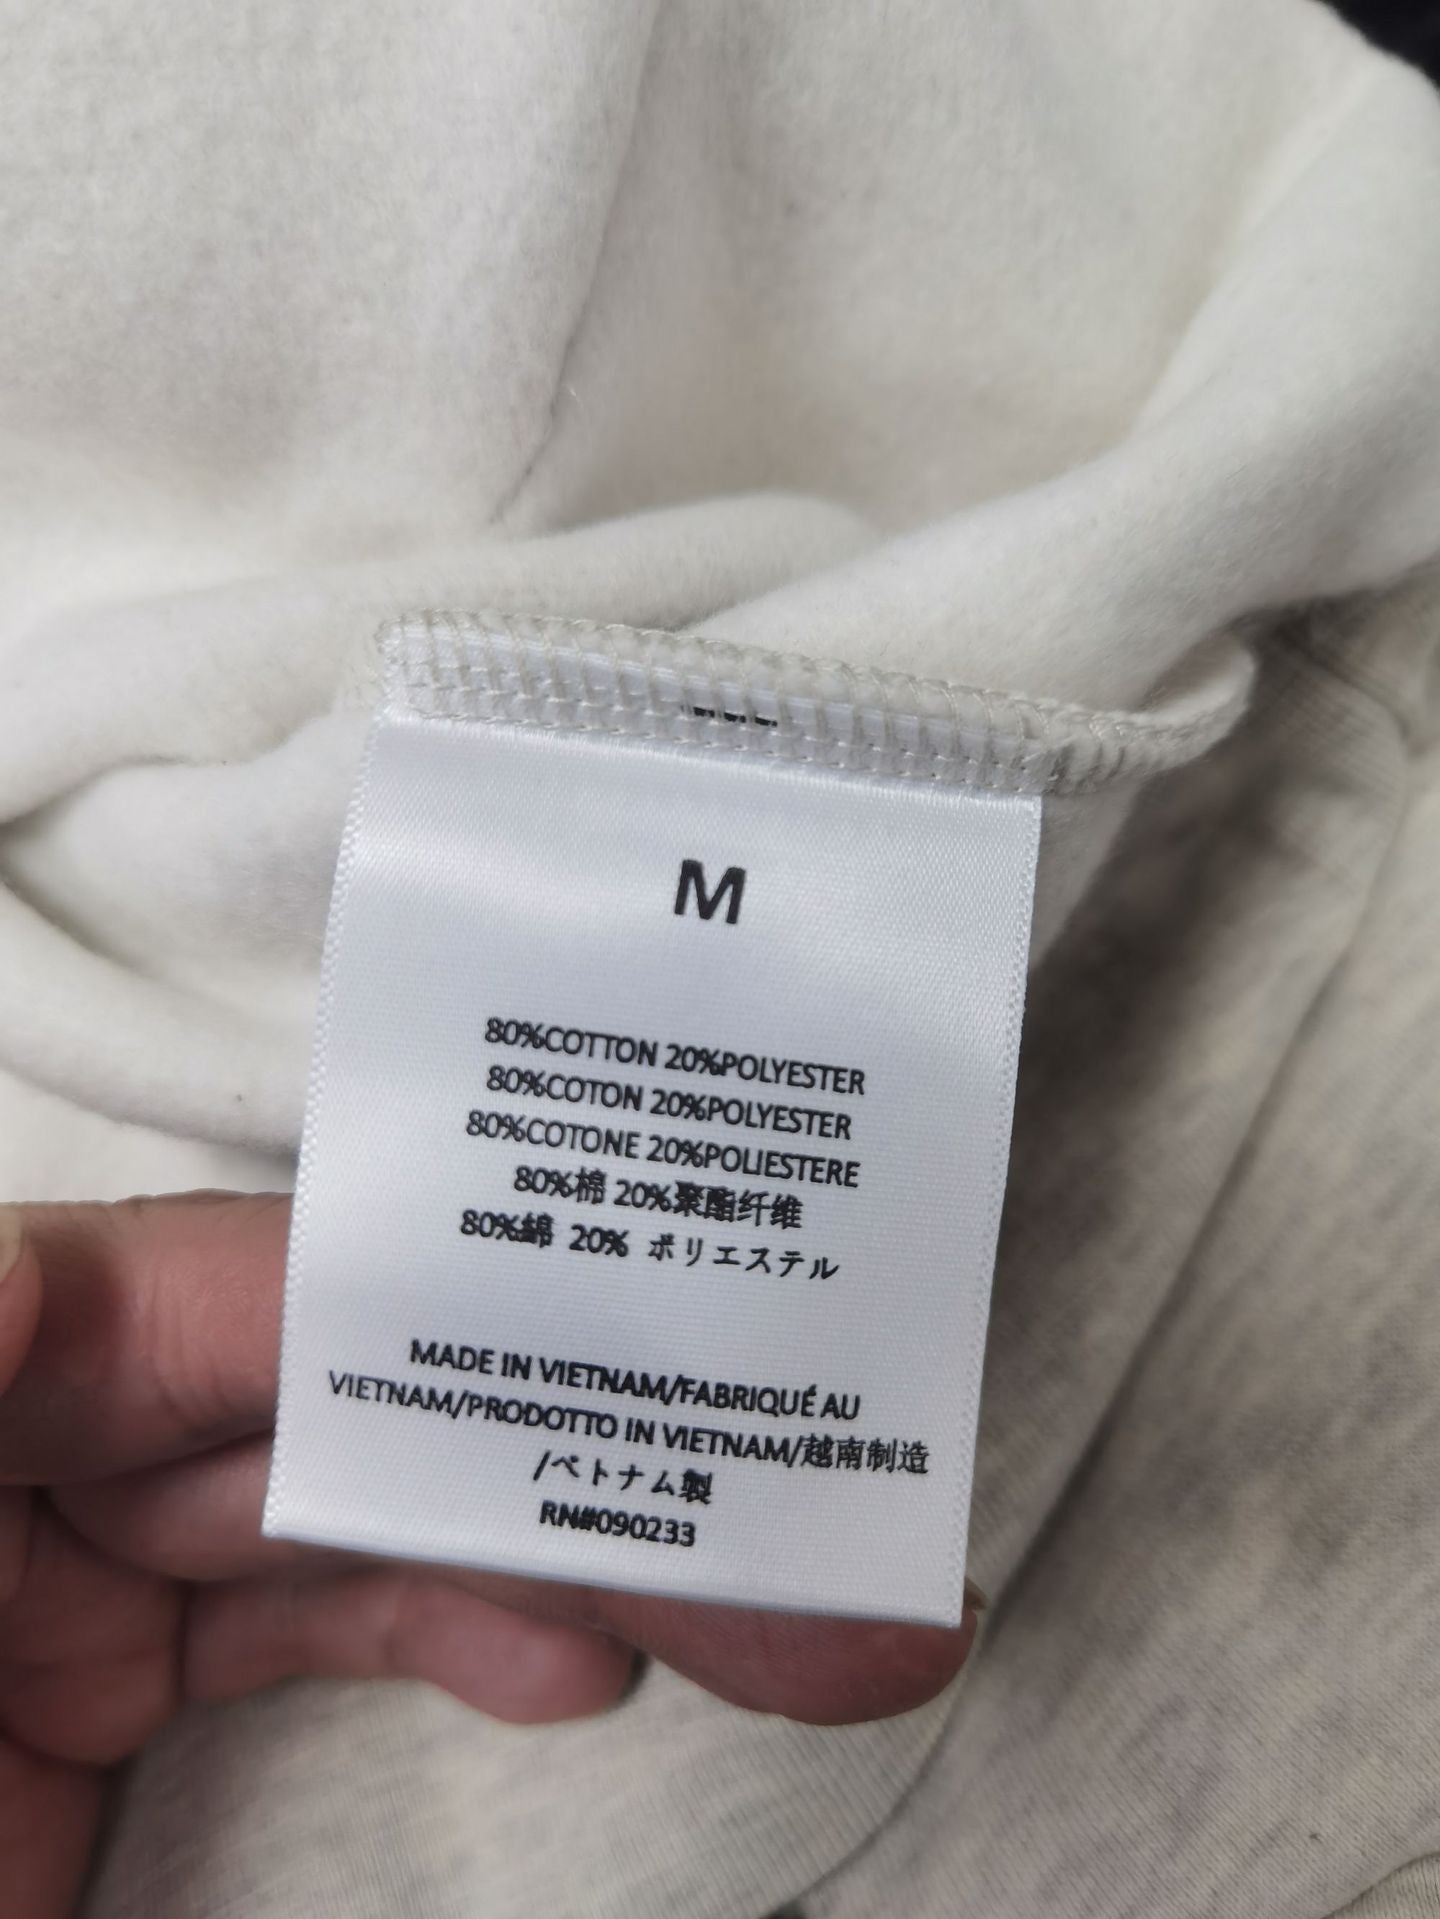 M
80%COTTON 20%POLYESTER
80%COTON 20%POLYESTER
80%COTONE 20%POLIESTERE
80%棉 20%聚酯纤维
80%綿 20% ポリエステル
MADE IN VIETNAM/FABRIQUÉ AU
VIETNAM/PRODOTTO IN VIETNAM/越南制造
/ベトナム製
RN#090233